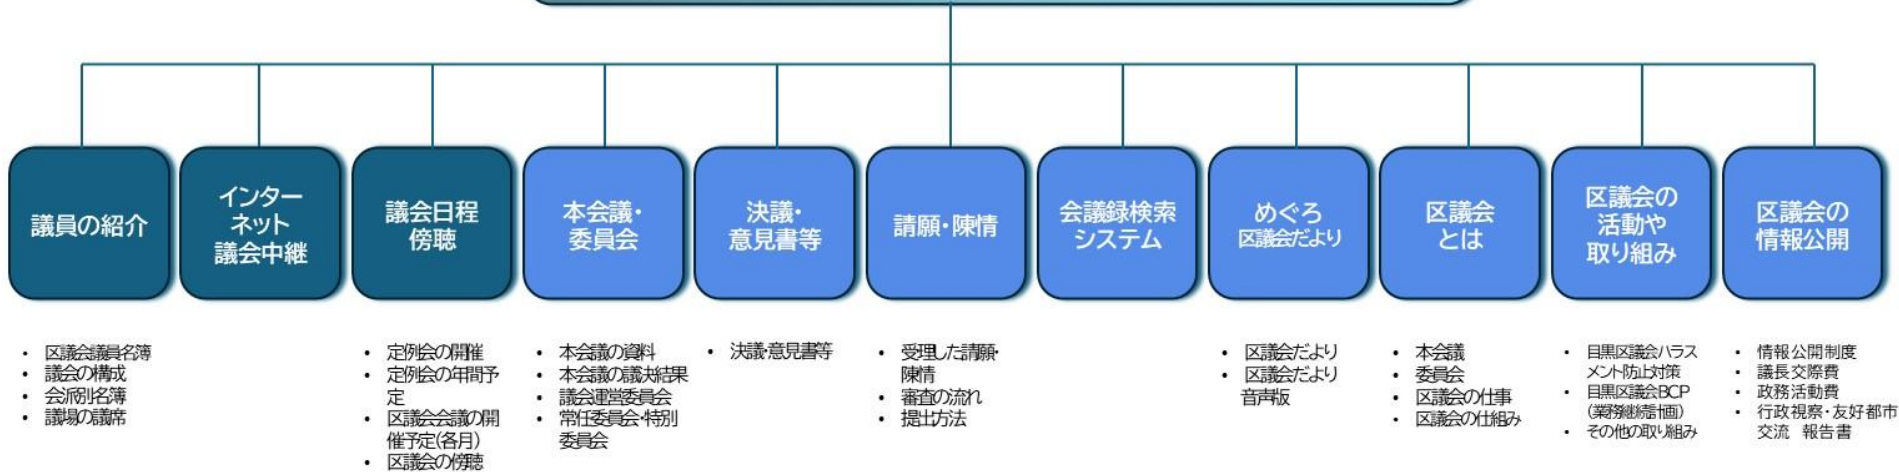 議員の紹介
インター
ネット
議会中継
議会日程
傍聴
本会議・
委員会
決議・
意見書等
請願・陳情
会議録検索
システム
めぐろ
区議会だより
区議会
とは
区議会の
活動や
取り組み
区議会の
情報公開
• 区議会議員名簿
• 議会の構成
• 会派別名簿
• 議場の議席
• 定例会の開催
• 定例会の年間予
定
• 区議会会議の開
催予定(各月)
• 区議会の傍聴
• 本会議の資料
• 本会議の議決結果
• 議会運営委員会
• 常任委員会・特別
委員会
• 決議・意見書等
• 受理した請願・
陳情
• 審査の流れ
• 提出方法
• 区議会だより
• 区議会だより
音声版
• 本会議
• 委員会
• 区議会の仕事
• 区議会の仕組み
• 目黒区議会ハラス
メント防止対策
• 目黒区議会BCP
(業務継続計画)
• その他の取り組み
• 情報公開制度
• 議長交際費
• 政務活動費
• 行政視察・友好都市
交流 報告書